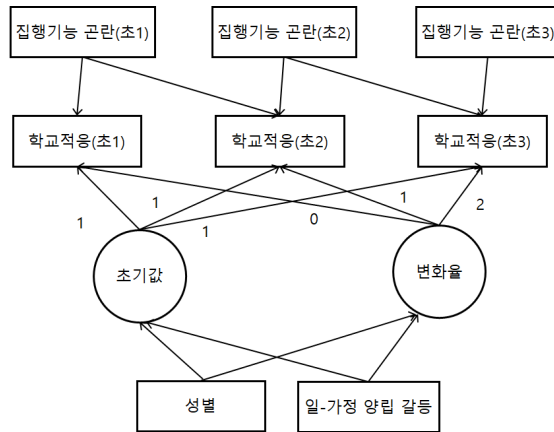 집행기능 곤란(초1)
집행기능 곤란(초2)
집행기능 곤란(초3)
학교적응(초1)
학교적응(초2)
학교적응(초3)
1
1
1
0
1
2
초기값
변화율
성별
일-가정 양립 갈등